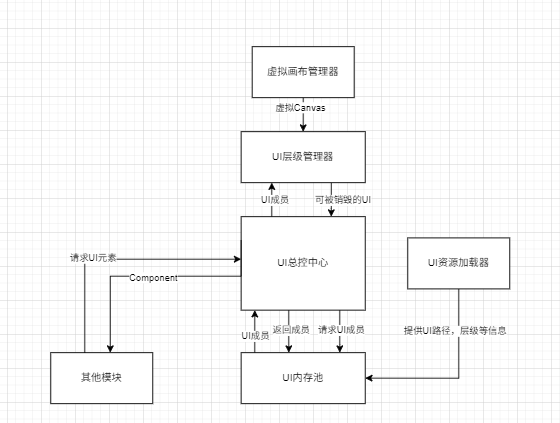 虚拟画布管理器
虚拟Canvas
UI层级管理器
UI成员
可被销毁的UI
请求UI元素
UI总控中心
UI资源加载器
Component
UI成员
返回成员
请求UI成员
提供UI路径，层级等信息
其他模块
UI内存池